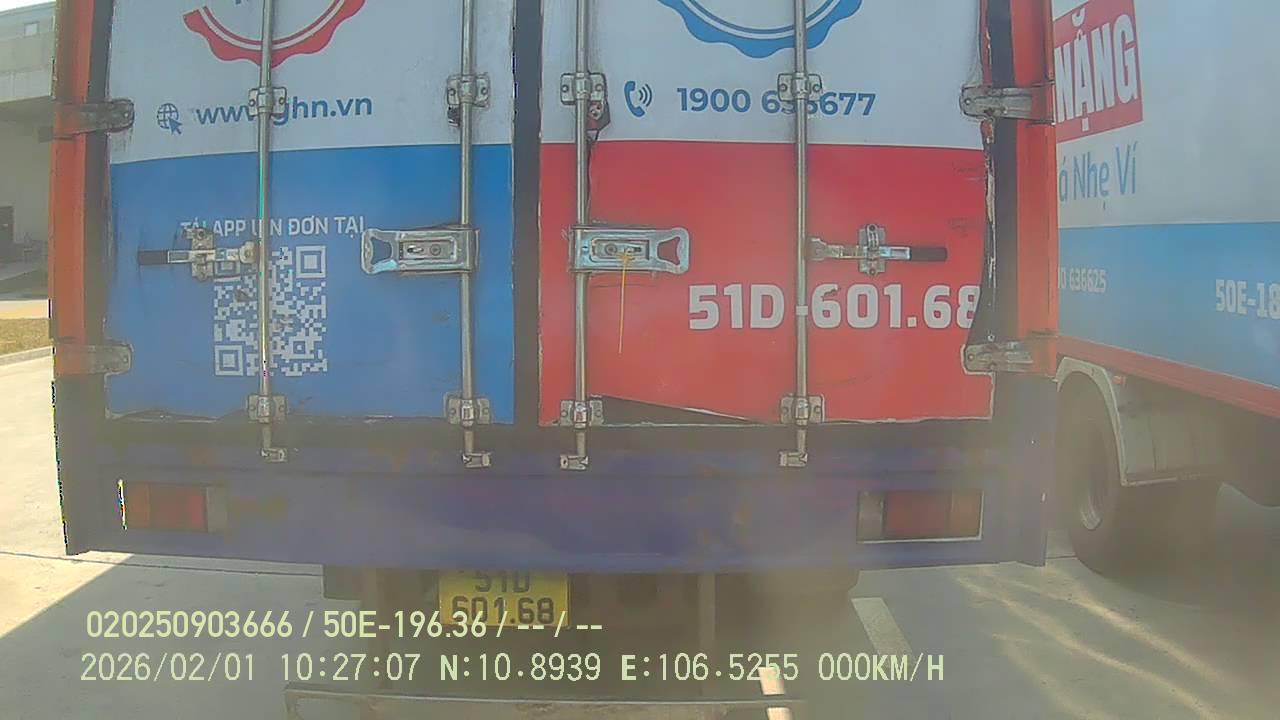 www.ghn.vn
1900 636677
NẶNG
Nhẹ Ví
TẢI APP ĐƠN TẠI
51D-601.68
636625
50E-18
51D
601.68
020250903666 / 50E-196.36 / -- / --
2026/02/01 10:27:07 N:10.8939 E:106.5255 000KM/H